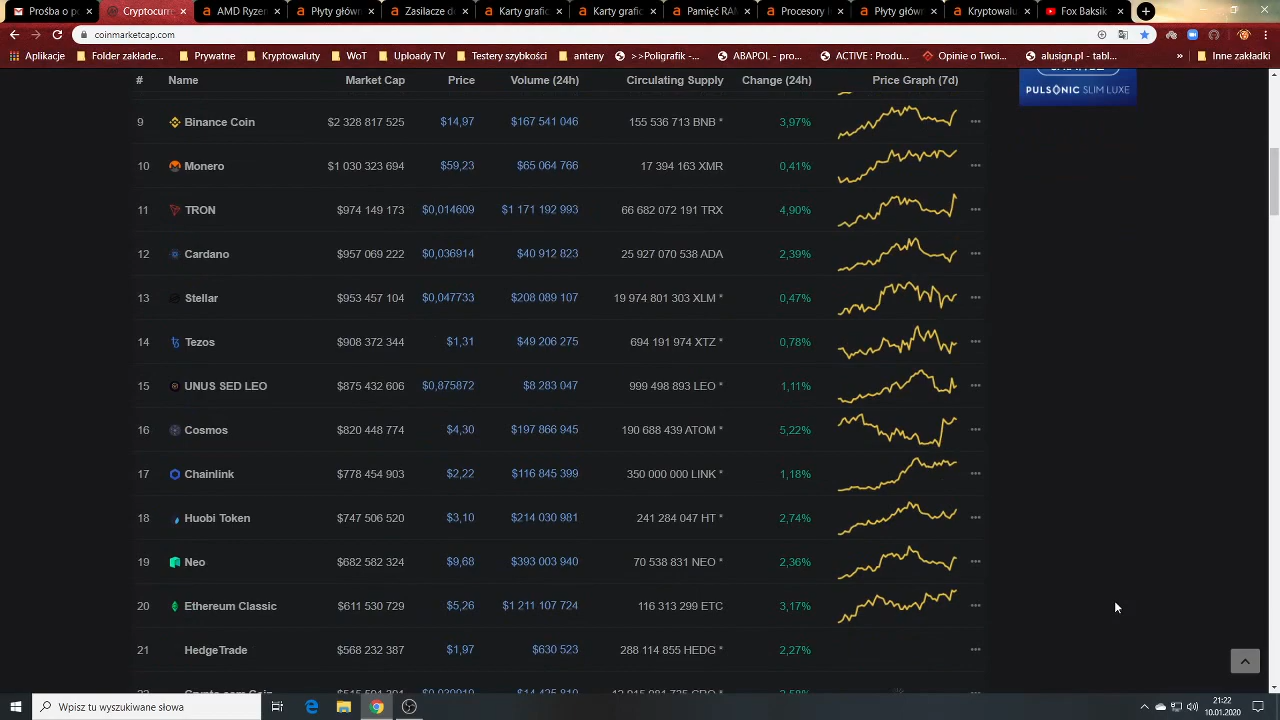 Prośba o p
Cryptocurr
AMD Ryzen
Płyty główn
Zasilacze d
Karty grafic
Karty grafic
Pamięć RA
Procesory i
Płyty główn
Kryptowalu
Fox Baksik
coinmarketcap.com
Aplikacje
Folder zakłade...
Prywatne
Kryptowaluty
WoT
Uploady TV
Testery szybkości
anteny
>>Poligrafik -...
ABAPOL - pro...
ACTIVE : Produ...
Opinie o Twoi...
alusign.pl - tabl...
»
Inne zakładki
# Name Market Cap Price Volume (24h) Circulating Supply Change (24h) Price Graph (7d)
PULSONIC SLIM LUXE
9 Binance Coin $2 328 817 525 $14,97 $167 541 046 155 536 713 BNB * 3,97%
10 Monero $1 030 323 694 $59,23 $65 064 766 17 394 163 XMR 0,41%
11 TRON $974 149 173 $0,014609 $1 171 192 993 66 682 072 191 TRX 4,90%
12 Cardano $957 069 222 $0,036914 $40 912 823 25 927 070 538 ADA 2,39%
13 Stellar $953 457 104 $0,047733 $208 089 107 19 974 801 303 XLM * 0,47%
14 Tezos $908 372 344 $1,31 $49 206 275 694 191 974 XTZ * 0,78%
15 UNUS SED LEO $875 432 606 $0,875872 $8 283 047 999 498 893 LEO * 1,11%
16 Cosmos $820 448 774 $4,30 $197 866 945 190 688 439 ATOM * 5,22%
17 Chainlink $778 454 903 $2,22 $116 845 399 350 000 000 LINK * 1,18%
18 Huobi Token $747 506 520 $3,10 $214 030 981 241 284 047 HT * 2,74%
19 Neo $682 582 324 $9,68 $393 003 940 70 538 831 NEO * 2,36%
20 Ethereum Classic $611 530 729 $5,26 $1 211 107 724 116 313 299 ETC 3,17%
21 HedgeTrade $568 232 387 $1,97 $630 523 288 114 855 HEDG * 2,27%
Wpisz tu wyszukiwane słowa
21:22
10.01.2020